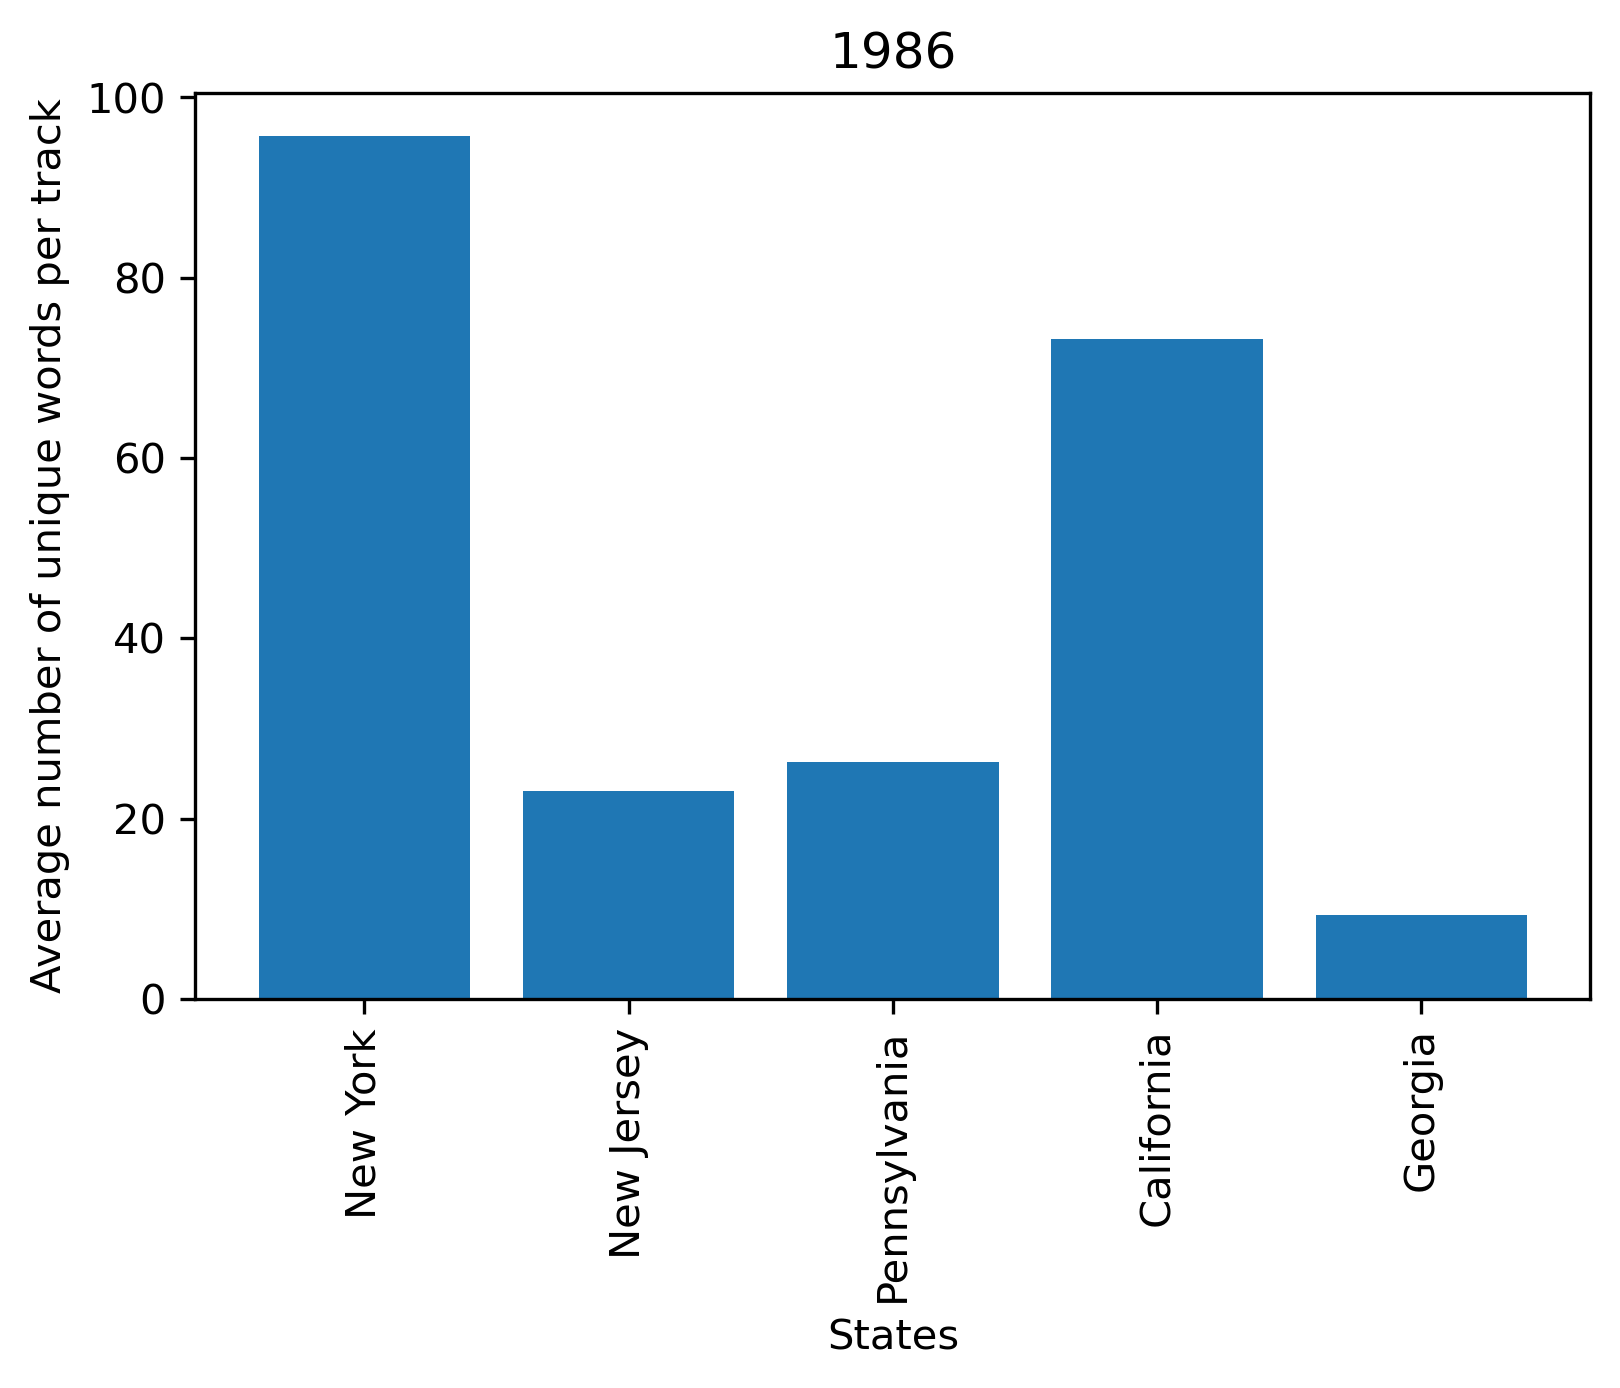 1986
Average number of unique words per track
100
80
60
40
20
0
New York
New Jersey
Pennsylvania
California
Georgia
States